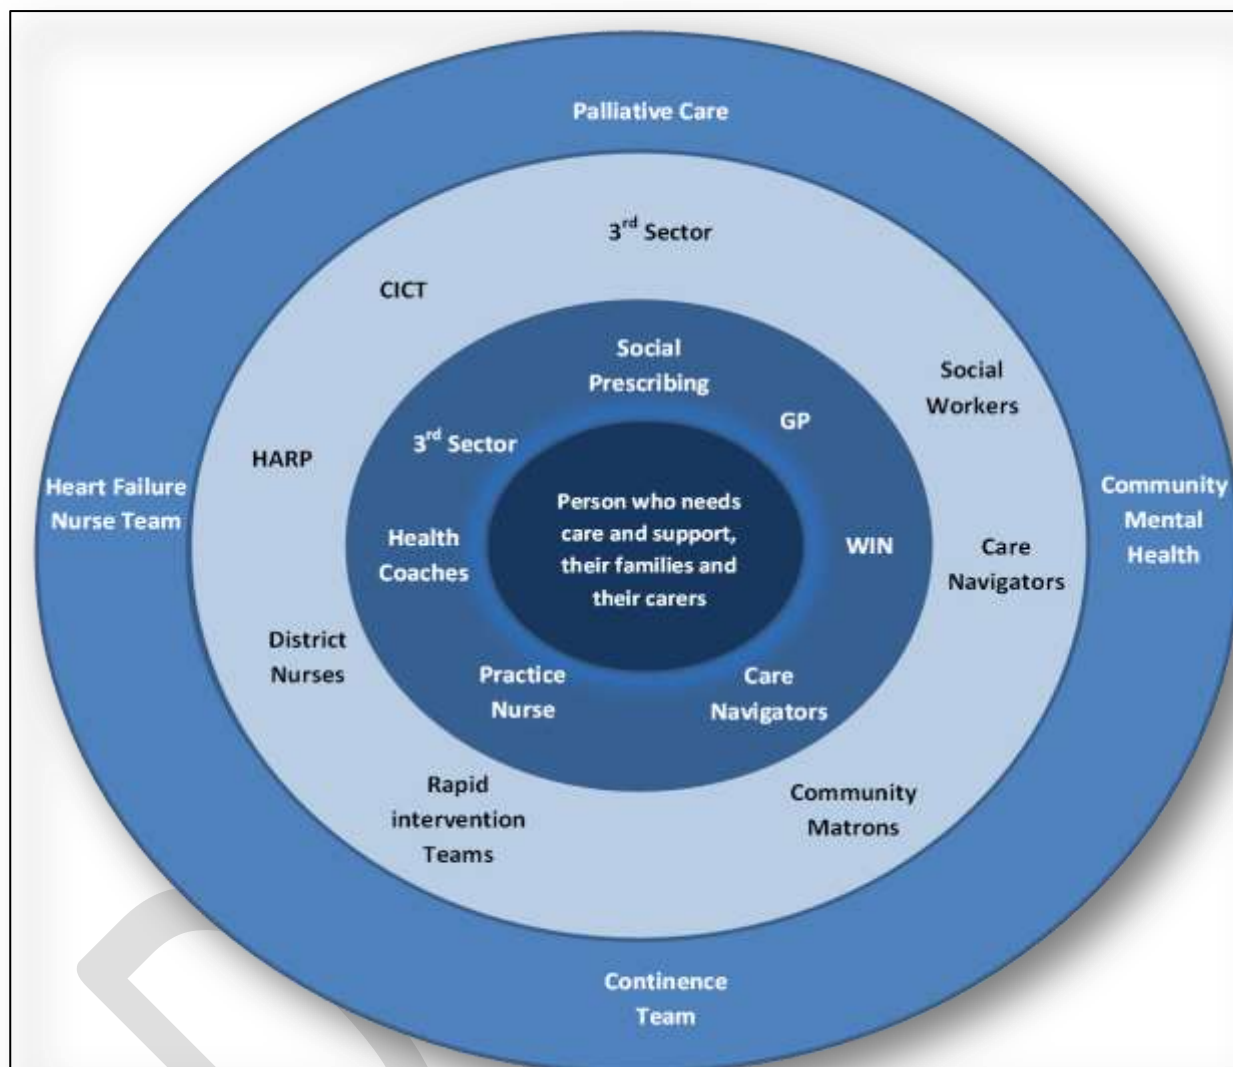 Palliative Care
3rd Sector
CICT
Social
Prescribing
Social
Workers
GP
3rd Sector
HARP
Heart Failure
Nurse Team
Community
Mental
Health
Person who needs
care and support,
their families and
their carers
Health
Coaches
WIN
Care
Navigators
District
Nurses
Practice
Nurse
Care
Navigators
Rapid
intervention
Teams
Community
Matrons
Continence
Team